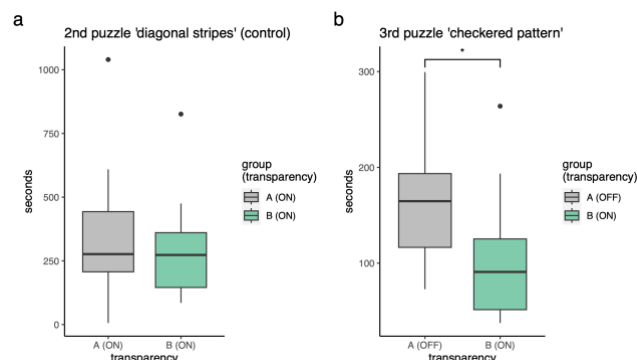 a
2nd puzzle 'diagonal stripes' (control)
1000
750
500
250
0
seconds
A (ON)
B (ON)
transparency
group
(transparency)
A (ON)
B (ON)
b
3rd puzzle 'checkered pattern'
*
300
200
100
seconds
A (OFF)
B (ON)
transparency
group
(transparency)
A (OFF)
B (ON)